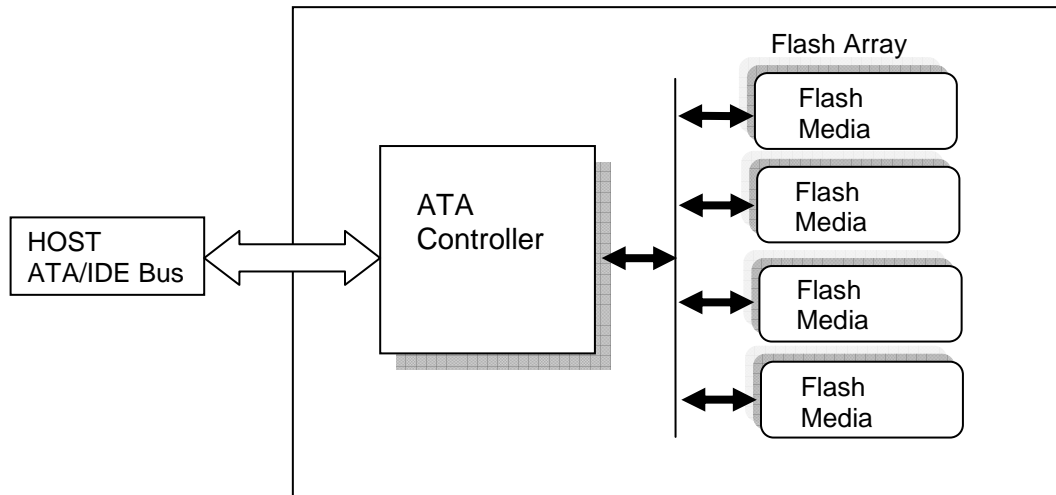 Flash Array
Flash
Media
Flash
Media
ATA
Controller
HOST
ATA/IDE Bus
Flash
Media
Flash
Media